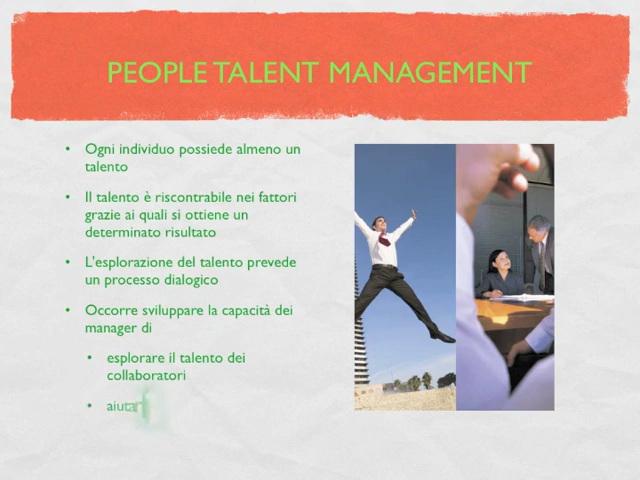 PEOPLE TALENT MANAGEMENT
• Ogni individuo possiede almeno un
talento
• Il talento è riscontrabile nei fattori
grazie ai quali si ottiene un
determinato risultato
• L'esplorazione del talento prevede
un processo dialogico
• Occorre sviluppare la capacità dei
manager di
• esplorare il talento dei
collaboratori